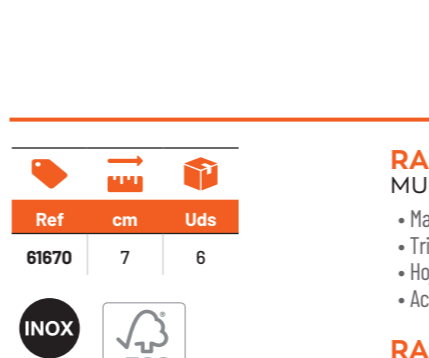 Ref cm Uds
61670 7 6
INOX
RA
MU
• Ma
• Tri
• Ho
• Ac
RA